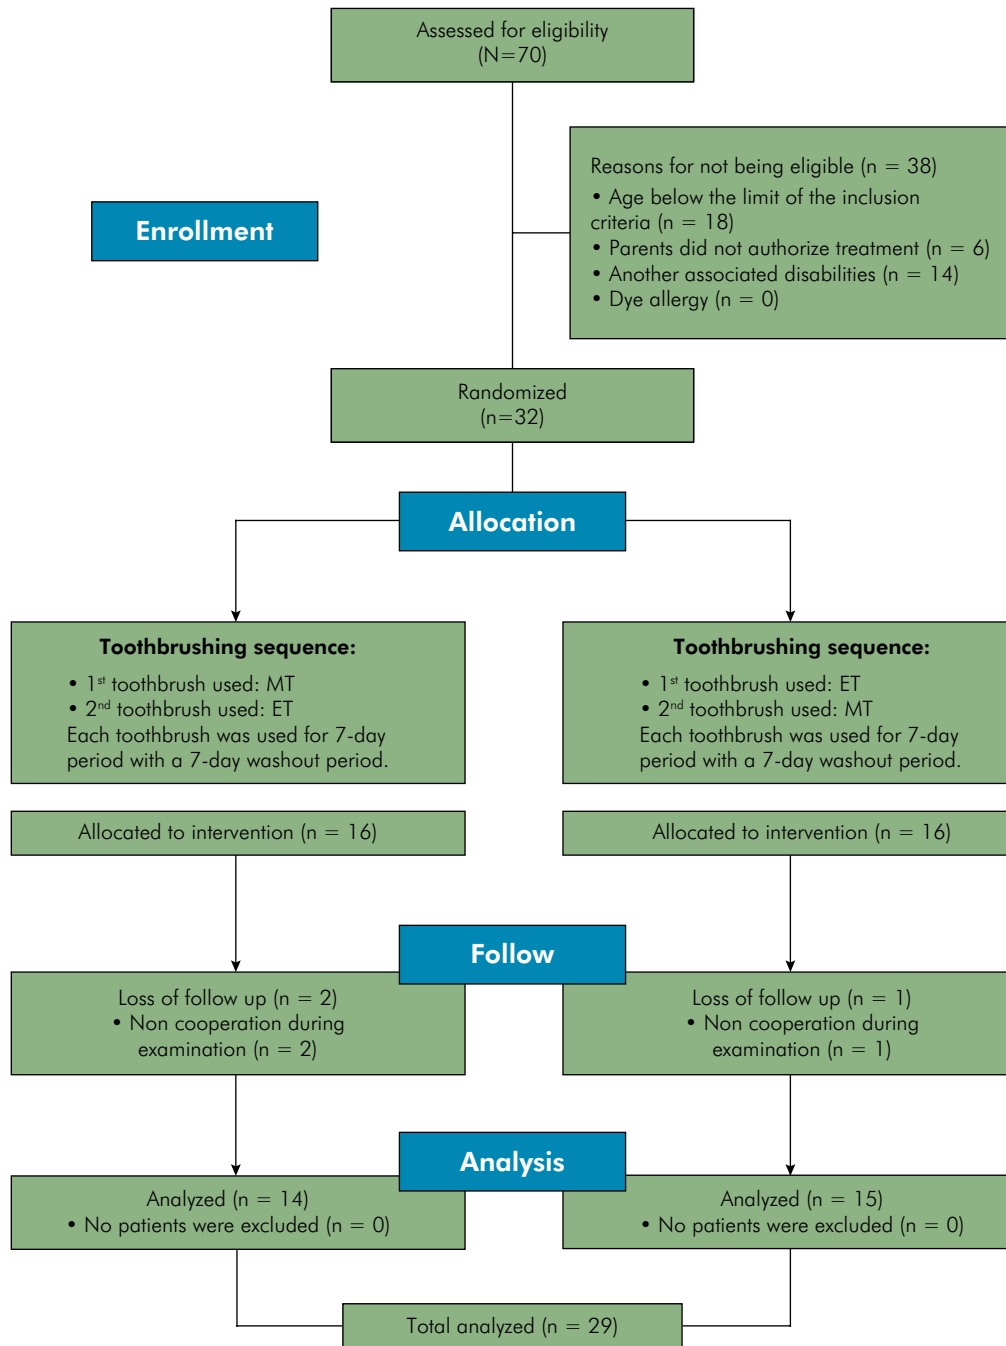 Assessed for eligibility
(N=70)
Reasons for not being eligible (n = 38)
• Age below the limit of the inclusion
criteria (n = 18)
• Parents did not authorize treatment (n = 6)
• Another associated disabilities (n = 14)
• Dye allergy (n = 0)
Enrollment
Randomized
(n=32)
Allocation
Toothbrushing sequence:
• 1st toothbrush used: MT
• 2nd toothbrush used: ET
Each toothbrush was used for 7-day
period with a 7-day washout period.
Toothbrushing sequence:
• 1st toothbrush used: ET
• 2nd toothbrush used: MT
Each toothbrush was used for 7-day
period with a 7-day washout period.
Allocated to intervention (n = 16)
Allocated to intervention (n = 16)
Follow
Loss of follow up (n = 2)
• Non cooperation during
examination (n = 2)
Loss of follow up (n = 1)
• Non cooperation during
examination (n = 1)
Analysis
Analyzed (n = 14)
• No patients were excluded (n = 0)
Analyzed (n = 15)
• No patients were excluded (n = 0)
Total analyzed (n = 29)